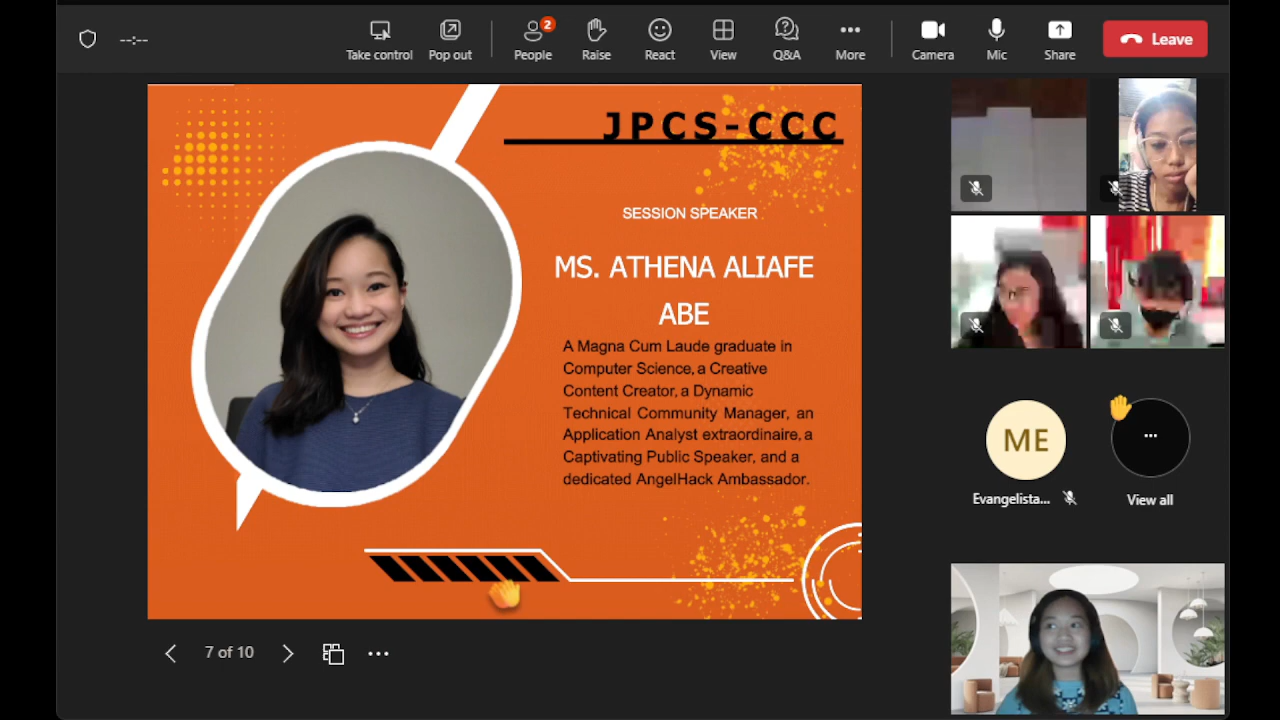 --:--
Take control
Pop out
2
People
Raise
React
View
Q&A
More
Camera
Mic
Share
Leave
JPCS-CCC
SESSION SPEAKER
MS. ATHENA ALIAFE
ABE
A Magna Cum Laude graduate in
Computer Science, a Creative
Content Creator, a Dynamic
Technical Community Manager, an
Application Analyst extraordinaire, a
Captivating Public Speaker, and a
dedicated AngelHack Ambassador.
ME
Evangelista...
View all
7 of 10